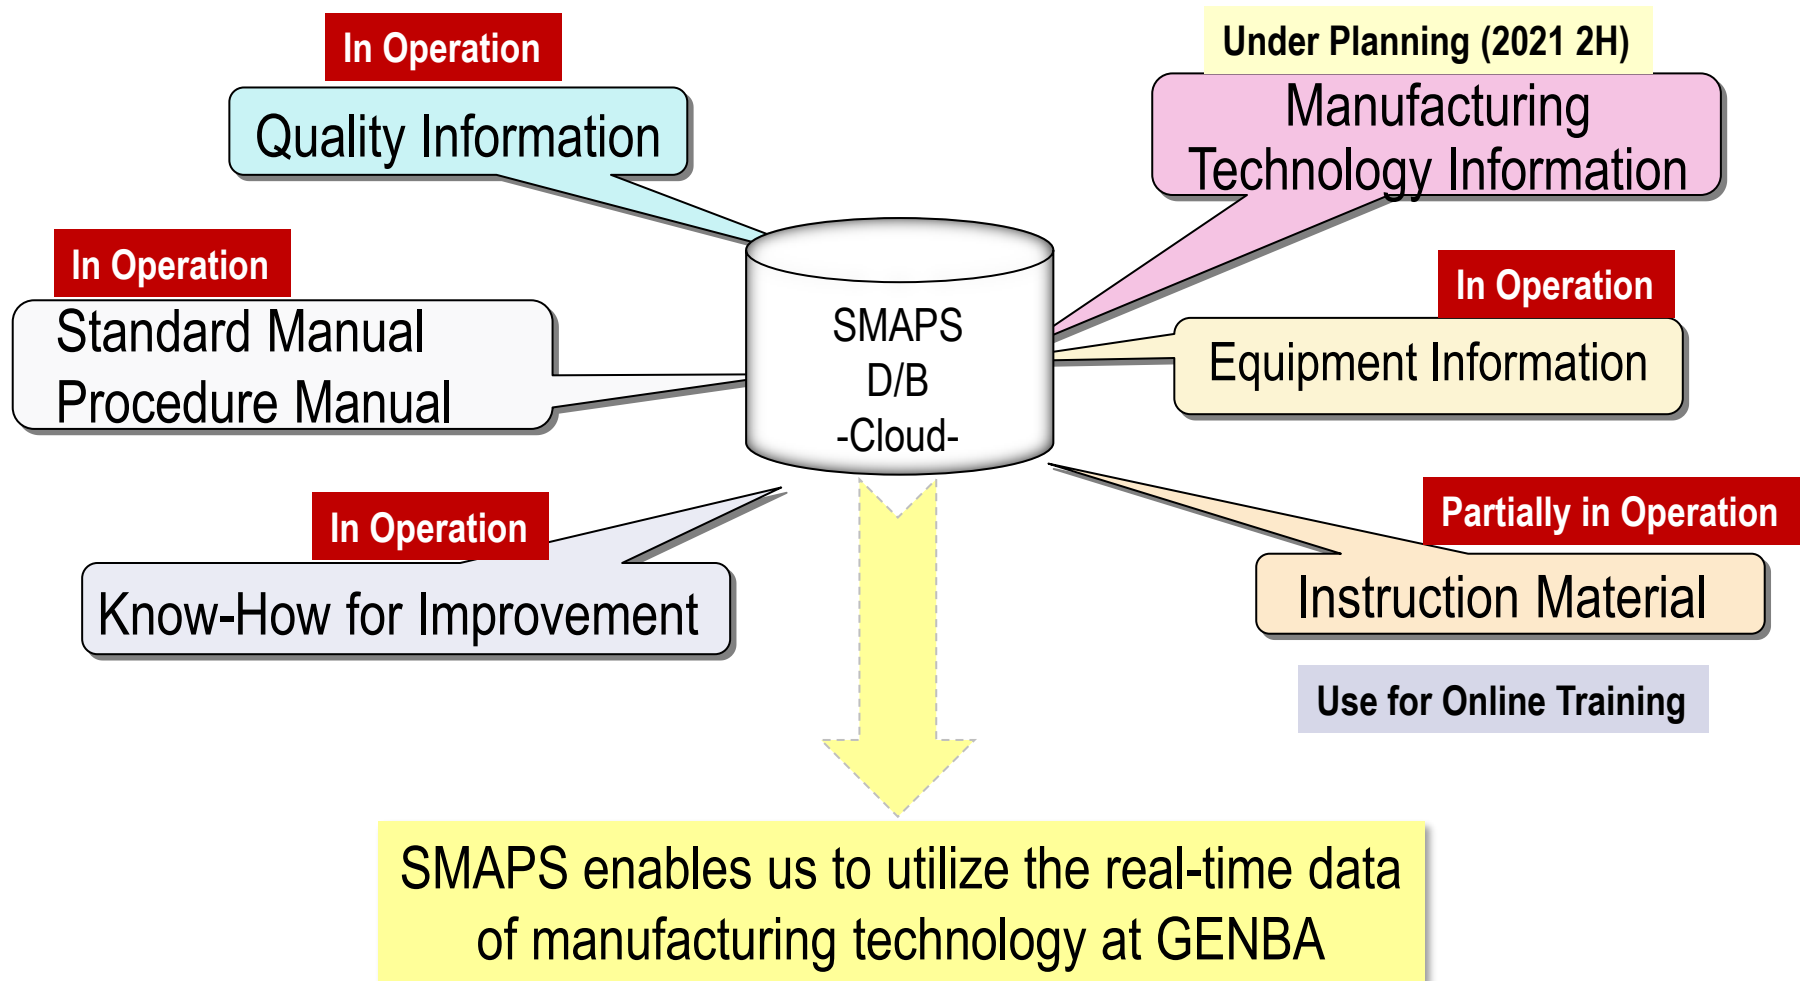 In Operation
Quality Information
Under Planning (2021 2H)
Manufacturing
Technology Information
In Operation
Standard Manual
Procedure Manual
SMAPS
D/B
-Cloud-
In Operation
Equipment Information
In Operation
Know-How for Improvement
Partially in Operation
Instruction Material
Use for Online Training
SMAPS enables us to utilize the real-time data
of manufacturing technology at GENBA